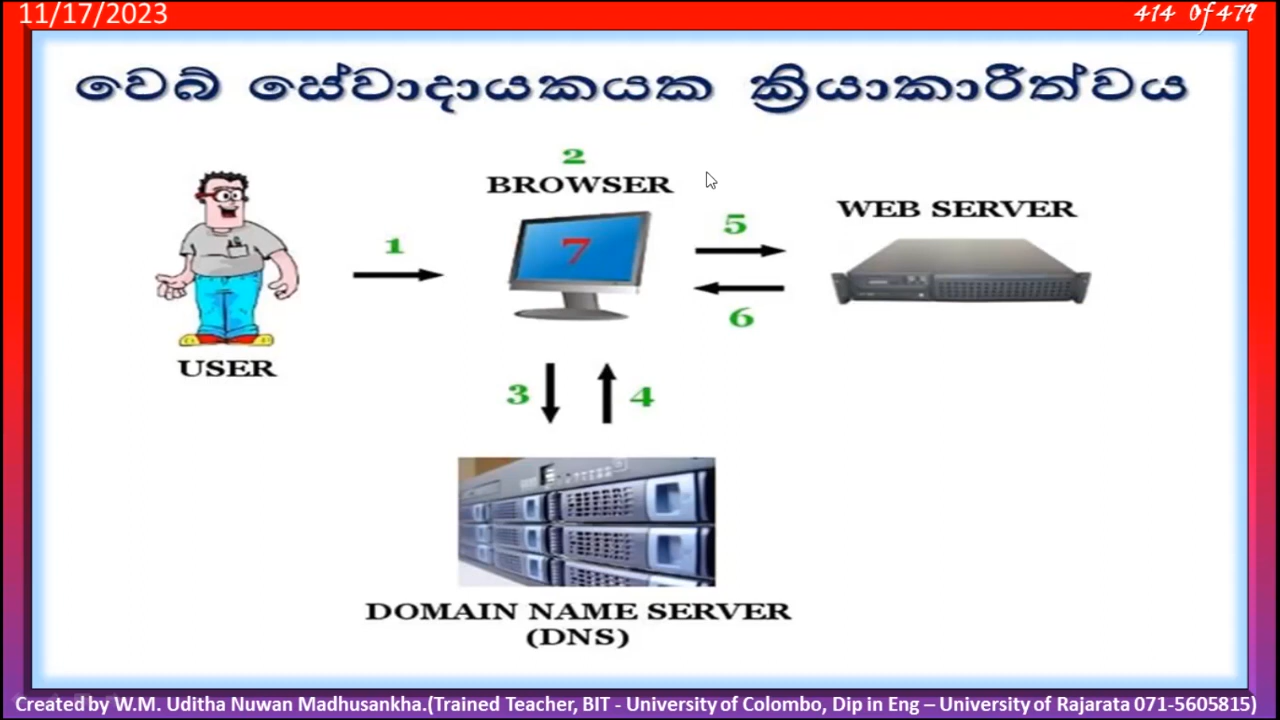 11/17/2023
414 of 479
වෙබ් සේවාදායකයක ක්‍රියාකාරීත්වය
2
BROWSER
WEB SERVER
1
7
5
6
USER
3
4
DOMAIN NAME SERVER
(DNS)
Created by W.M. Uditha Nuwan Madhusankha.(Trained Teacher, BIT - University of Colombo, Dip in Eng – University of Rajarata 071-5605815)